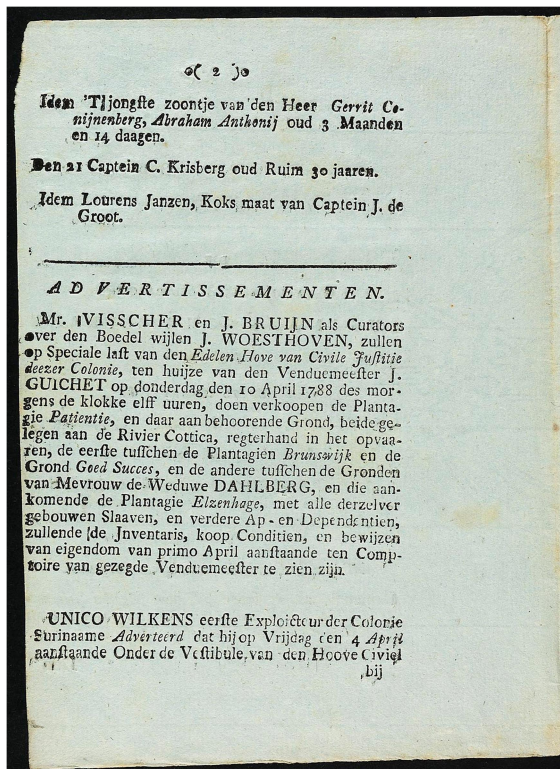 o( 2 )o
Idem 'T jongſte zoontje van den Heer Gerrit Co-
nijnenberg, Abraham Anthonij oud 3 Maanden
en 14 daagen.
Den 21 Captein C. Krisberg oud Ruim 30 jaaren.
Idem Lourens Janzen, Koks maat van Captein J. de
Groot.
ADVERTISSEMENTEN.
Mr. VISSCHER en J. BRUIJN als Curators
over den Boedel wijlen J. WOESTHOVEN, zullen
op Speciale laſt van den Edelen Hove van Civile Juſtitie
deezer Colonie, ten huijze van den Venduemeeſter J.
GUICHET op donderdag den 10 April 1788 des mor-
gens de klokke elff uuren, doen verkoopen de Planta-
gie Patientie, en daar aan behoorende Grond, beide ge-
legen aan de Rivier Cottica, regterhand in het opvaa-
ren, de eerſte tuſſchen de Plantagien Brunswijk en de
Grond Goed Succes, en de andere tuſſchen de Gronden
van Mevrouw de Weduwe DAHLBERG, en die aan-
komende de Plantagie Elzenhage, met alle derzelver
gebouwen Slaaven, en verdere Ap- en Dependentien,
zullende de Jnventaris, koop Conditien, en bewijzen
van eigendom van primo April aanſtaande ten Comp-
toire van gezegde Venduemeeſter te zien zijn.
UNICO WILKENS eerſte Exploicteur der Colonie
Suriname Adverteerd dat hij op Vrijdag den 4 April
aanſtaande Onder de Veſtibule van den Hoove Civiel
bij